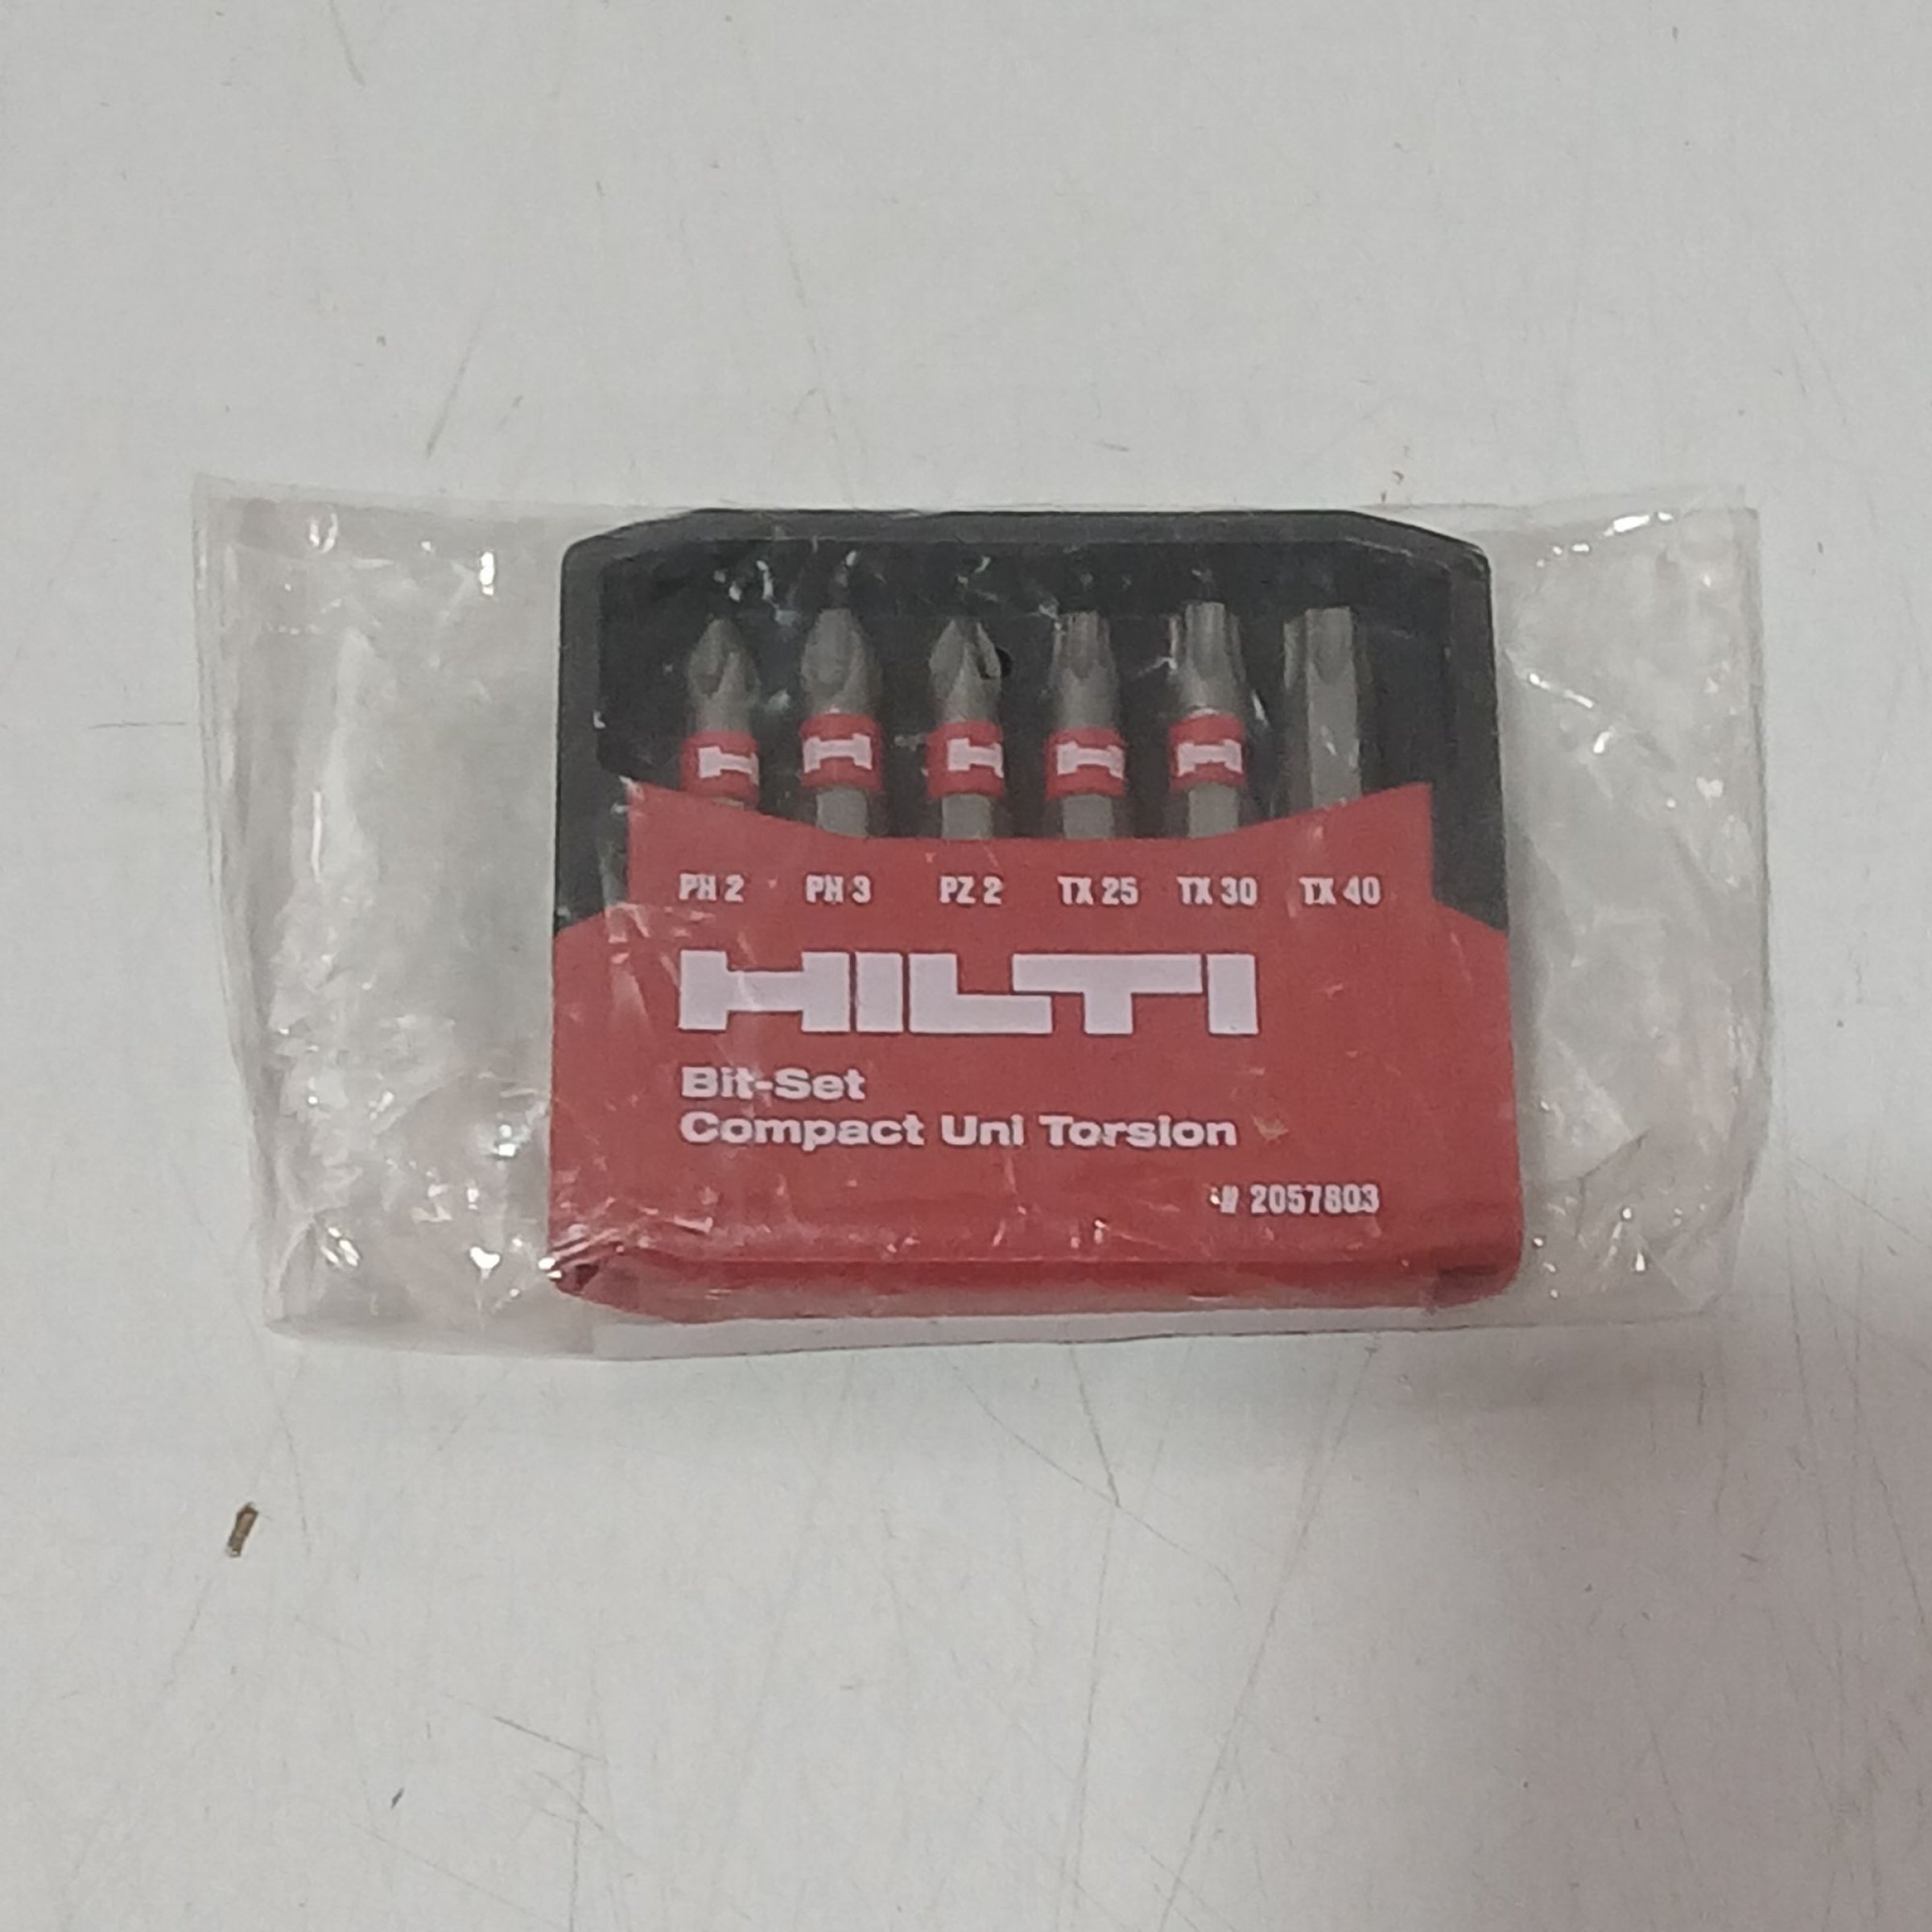 PH 2 PH 3 PZ 2 TX 25 TX 30 TX 40
HILTI
Bit-Set
Compact Uni Torsion
# 2057803